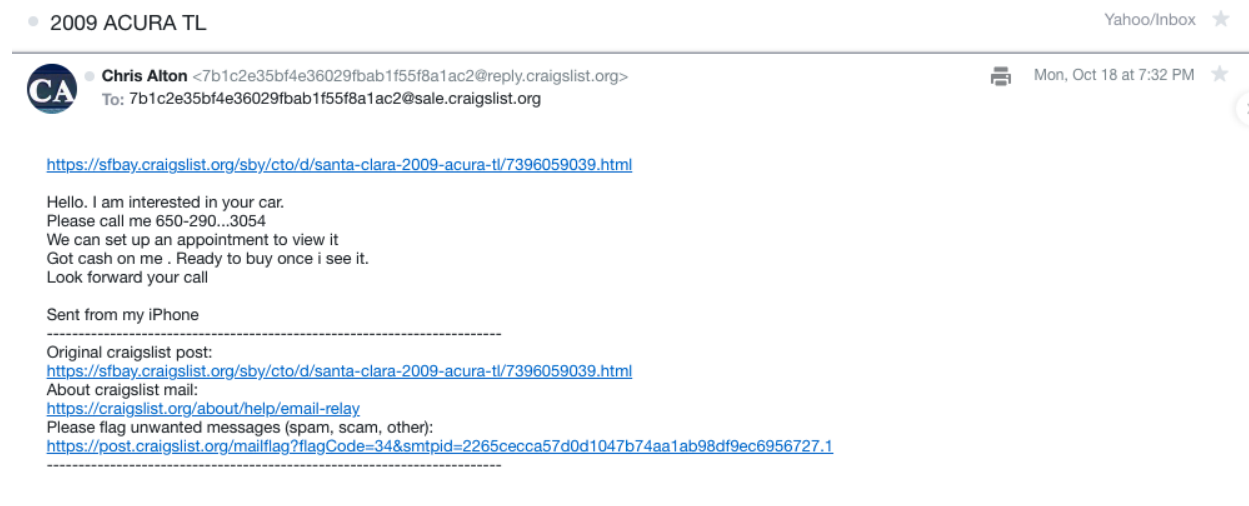 2009 ACURA TL
Yahoo/Inbox
CA
Chris Alton <7b1c2e35bf4e36029fbab1f55f8a1ac2@reply.craigslist.org>
Mon, Oct 18 at 7:32 PM
To: 7b1c2e35bf4e36029fbab1f55f8a1ac2@sale.craigslist.org
https://sfbay.craigslist.org/sby/cto/d/santa-clara-2009-acura-tl/7396059039.html
Hello. I am interested in your car.
Please call me 650-290...3054
We can set up an appointment to view it
Got cash on me . Ready to buy once i see it.
Look forward your call
Sent from my iPhone
------------------------------------------------------------------------
Original craigslist post:
https://sfbay.craigslist.org/sby/cto/d/santa-clara-2009-acura-tl/7396059039.html
About craigslist mail:
https://craigslist.org/about/help/email-relay
Please flag unwanted messages (spam, scam, other):
https://post.craigslist.org/mailflag?flagCode=34&smtpid=2265cecca57d0d1047b74aa1ab98df9ec6956727.1
------------------------------------------------------------------------